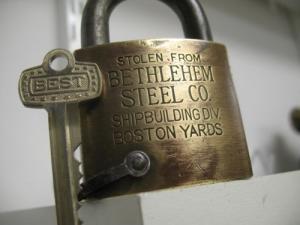 BEST
STOLEN FROM
BETHLEHEM
STEEL CO.
SHIPBUILDING DIV.
BOSTON YARDS